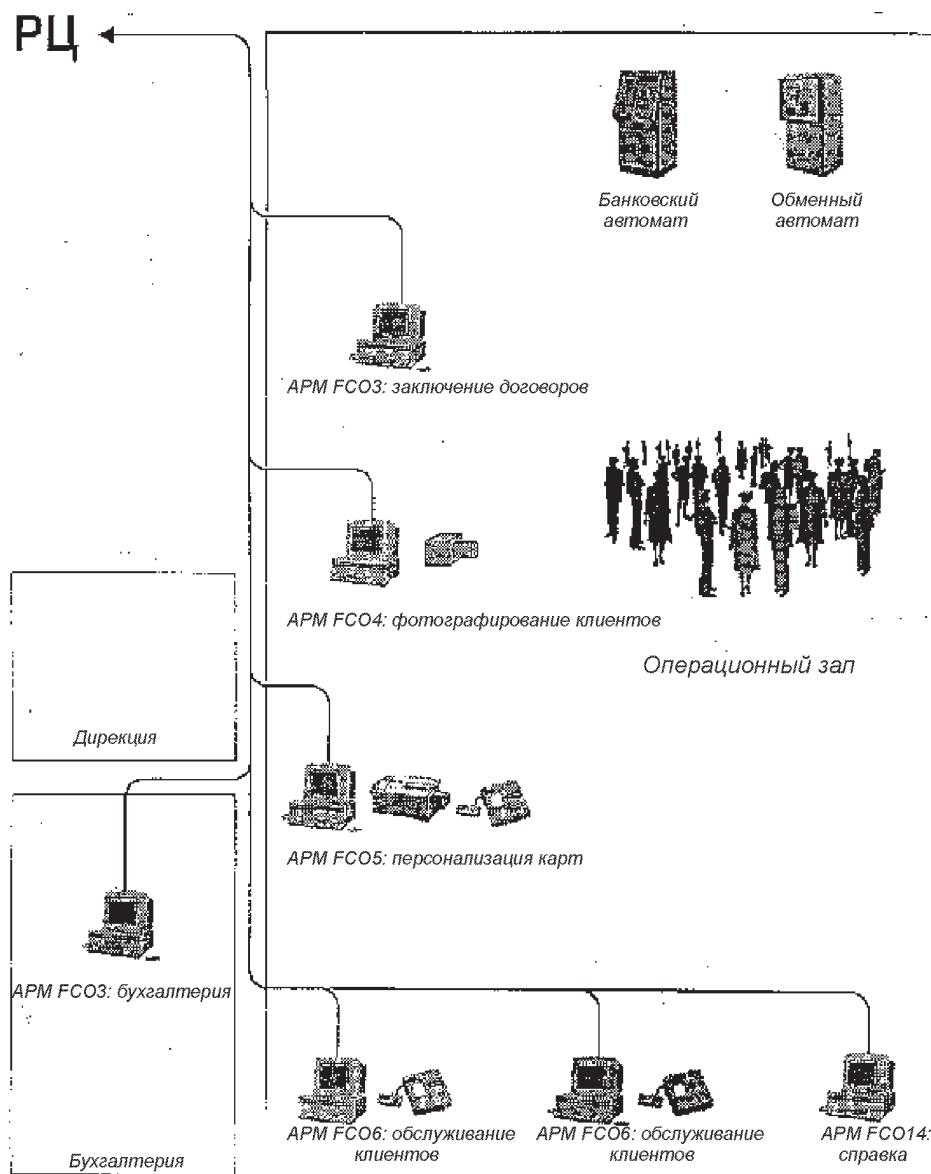 РЦ
Банковский
автомат
Обменный
автомат
АРМ FCO3: заключение договоров
АРМ FCO4: фотографирование клиентов
Операционный зал
Дирекция
АРМ FCO5: персонализация карт
АРМ FCO3: бухгалтерия
АРМ FCO6: обслуживание
клиентов
АРМ FCO6: обслуживание
клиентов
АРМ FCO14:
справка
Бухгалтерия